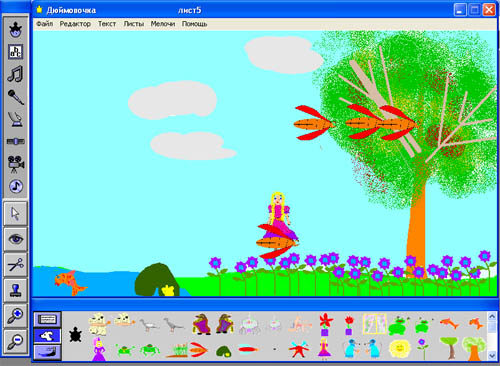 Дюймовочка лист5
Файл Редактор Текст Листы Мелочи Помощь